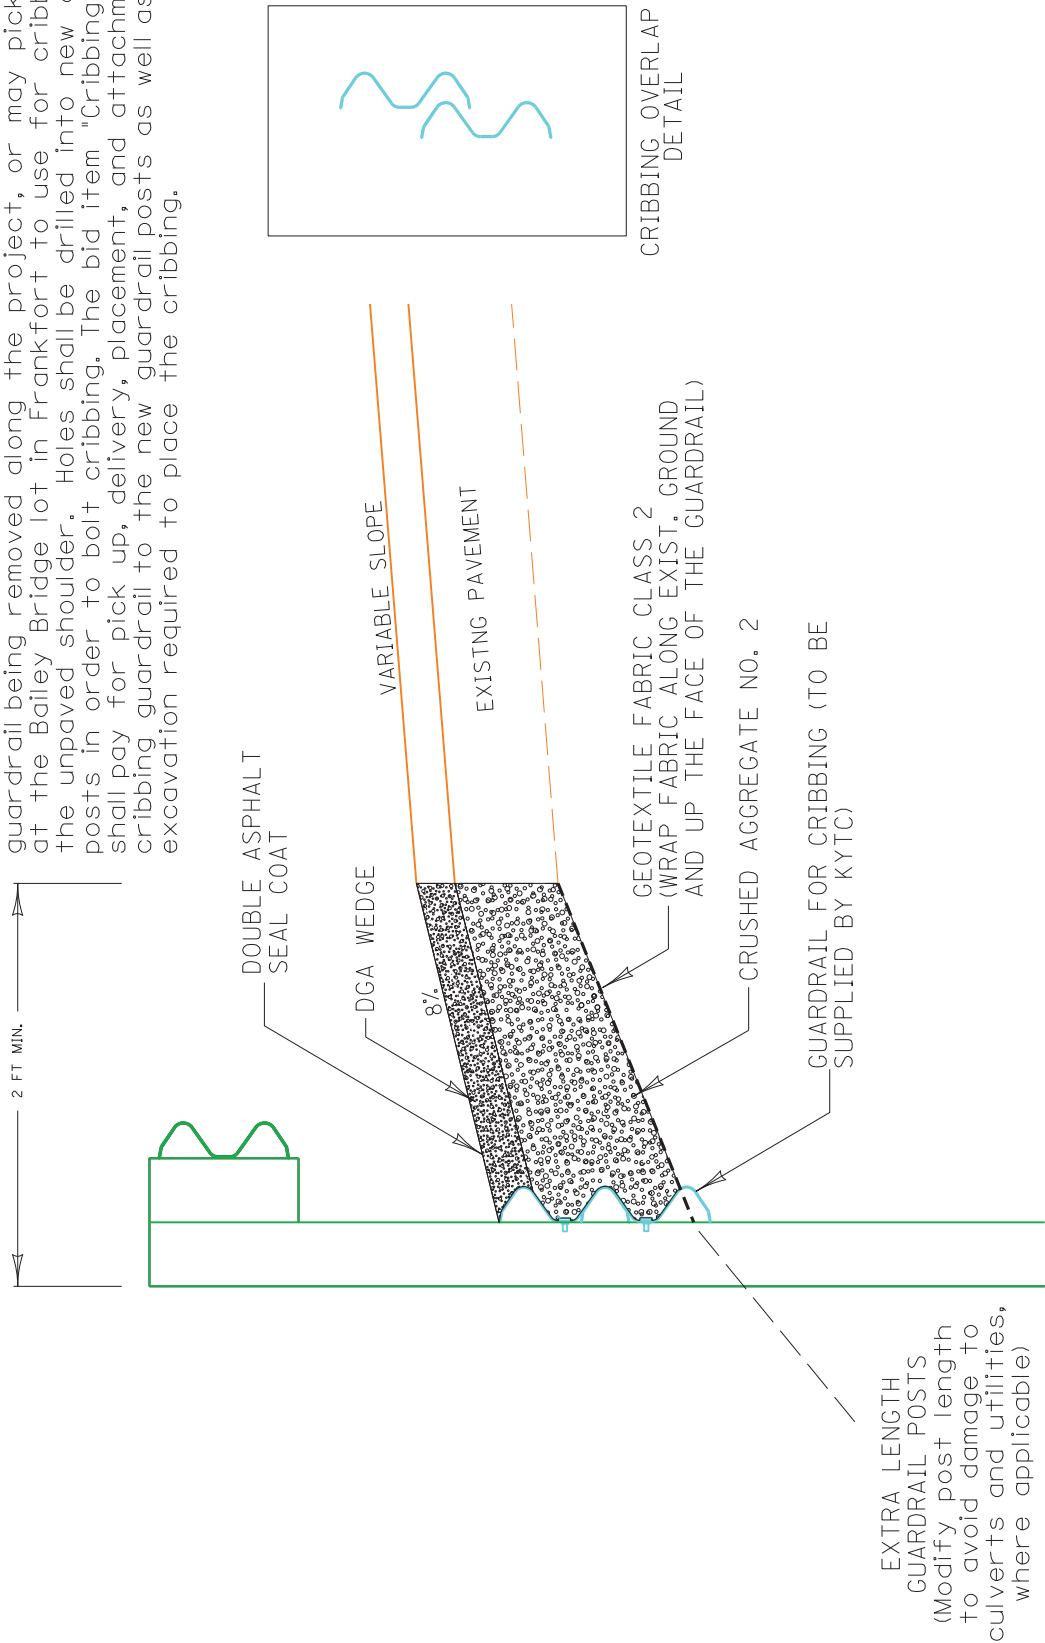 guardrail being removed along the project, or may pick
at the Bailey Bridge lot in Frankfort to use for
the unpaved shoulder. Holes shall be drilled into new
posts in order to bolt cribbing. The bid item "Cribbing
shall pay for pick up, delivery, placement, and
cribbing guardrail to the new guardrail posts as well as
excavation required to place the cribbing.
2 FT MIN.
DOUBLE ASPHALT
SEAL COAT
DGA WEDGE
8%
VARIABLE SLOPE
EXISTNG PAVEMENT
GEOTEXTILE FABRIC CLASS 2
(WRAP FABRIC ALONG EXIST. GROUND
AND UP THE FACE OF THE GUARDRAIL)
CRUSHED AGGREGATE NO. 2
GUARDRAIL FOR CRIBBING (TO BE
SUPPLIED BY KYTC)
EXTRA LENGTH
GUARDRAIL POSTS
(Modify post length
to avoid damage to
culverts and utilities,
where applicable)
CRIBBING OVERLAP
DETAIL